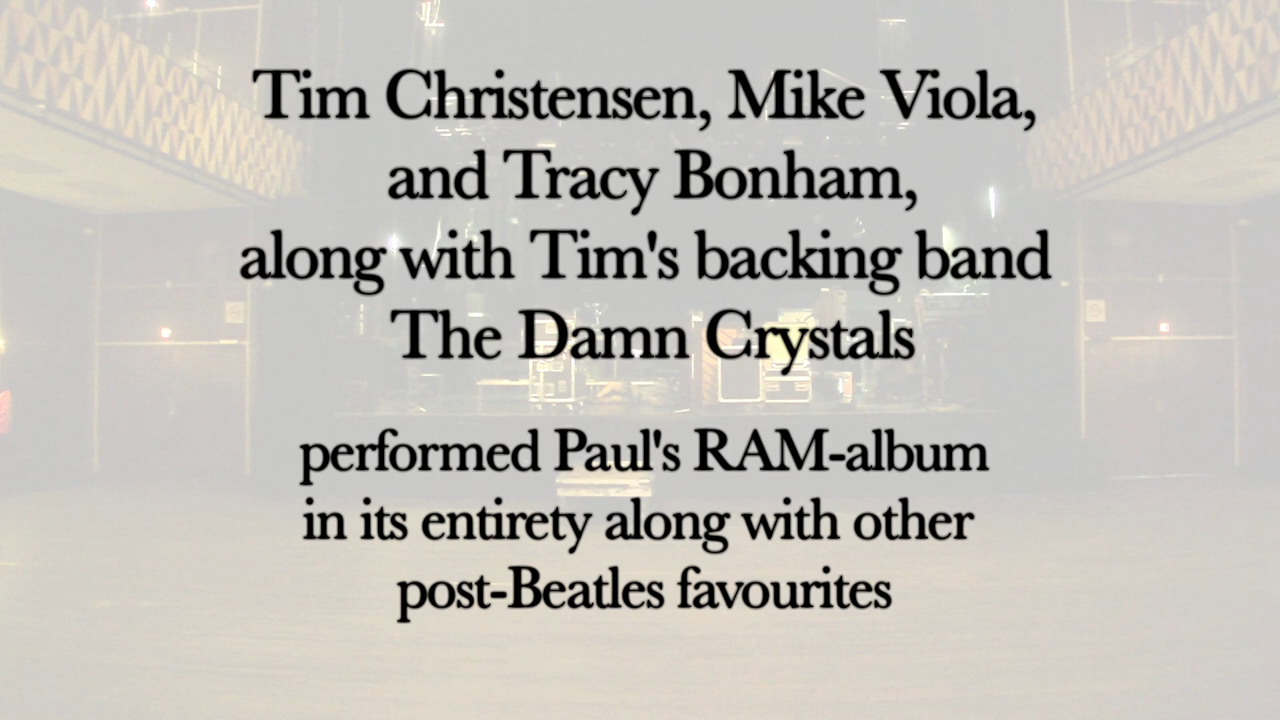 Tim Christensen, Mike Viola,
and Tracy Bonham,
along with Tim's backing band
The Damn Crystals
performed Paul's RAM-album
in its entirety along with other
post-Beatles favourites